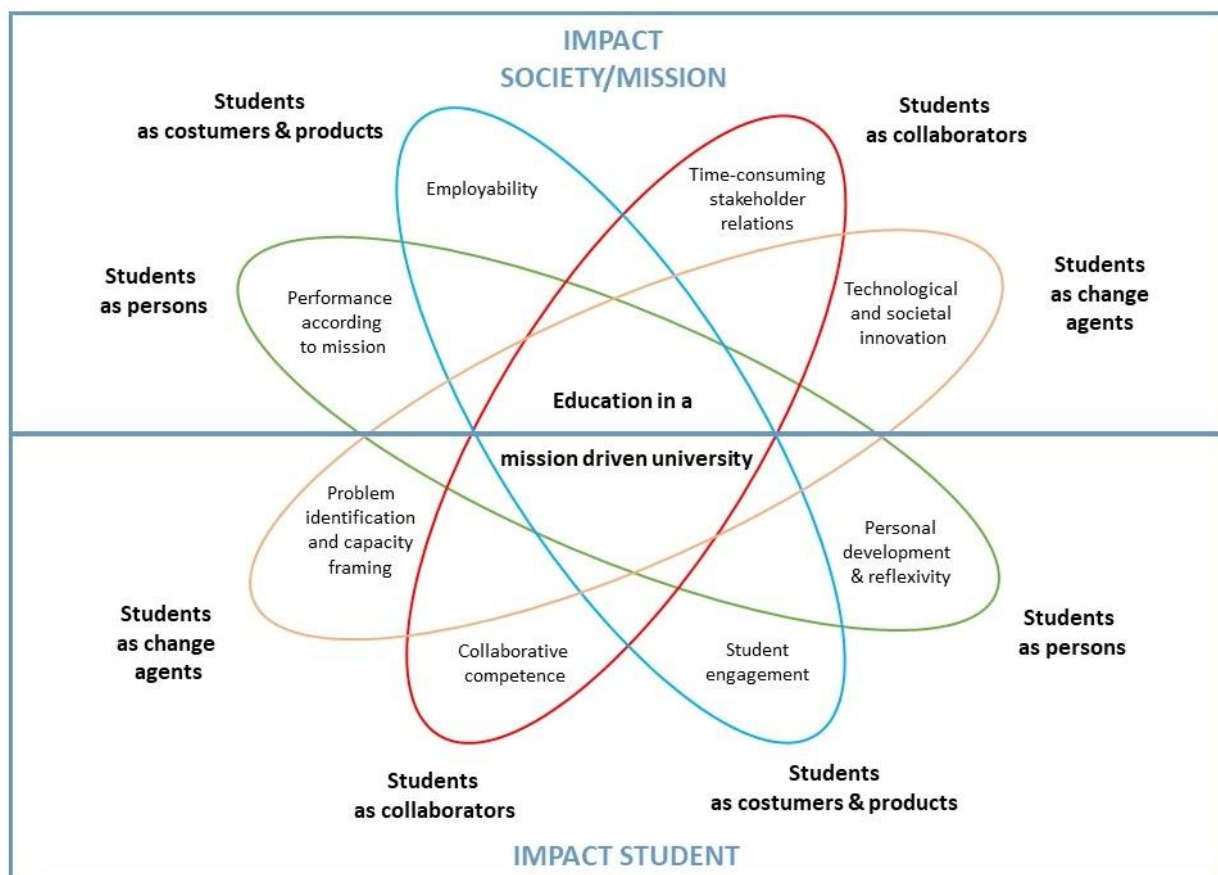 IMPACT
SOCIETY/MISSION
Students
as costumers & products
Students
as collaborators
Employability
Time-consuming
stakeholder
relations
Students
as persons
Performance
according
to mission
Technological
and societal
innovation
Students
as change
agents
Education in a
mission driven university
Problem
identification
and capacity
framing
Personal
development
& reflexivity
Students
as change
agents
Collaborative
competence
Student
engagement
Students
as persons
Students
as collaborators
Students
as costumers & products
IMPACT STUDENT